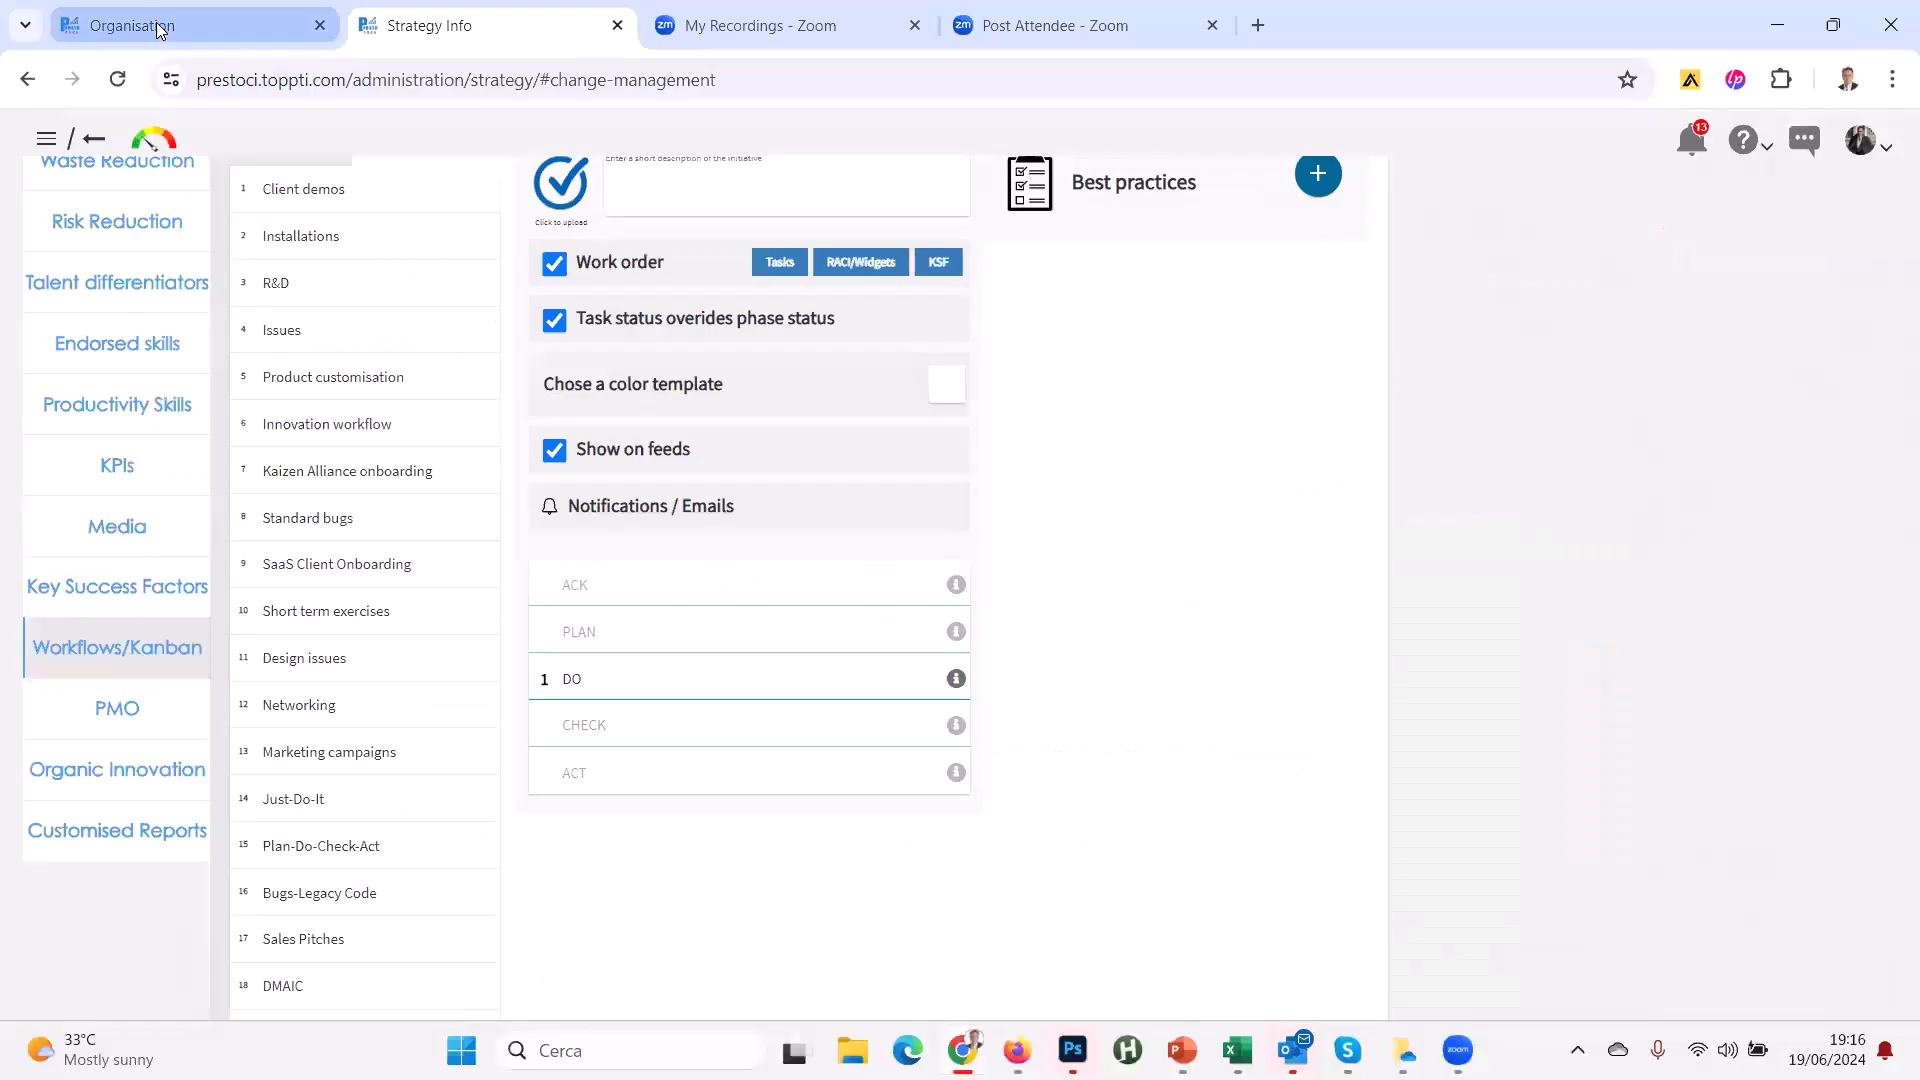 Organisation
Strategy Info
zm My Recordings - Zoom
zm Post Attendee - Zoom
prestoci.toppti.com/administration/strategy/#change-management
13
Waste Reduction
Risk Reduction
Talent differentiators
Endorsed skills
Productivity Skills
KPIs
Media
Key Success Factors
Workflows/Kanban
PMO
Organic Innovation
Customised Reports
1 Client demos
2 Installations
3 R&D
4 Issues
5 Product customisation
6 Innovation workflow
7 Kaizen Alliance onboarding
8 Standard bugs
9 SaaS Client Onboarding
10 Short term exercises
11 Design issues
12 Networking
13 Marketing campaigns
14 Just-Do-It
15 Plan-Do-Check-Act
16 Bugs-Legacy Code
17 Sales Pitches
18 DMAIC
Enter a short description of the initiative
Click to upload
Work order Tasks RACI/Widgets KSF
Task status overides phase status
Chose a color template
Show on feeds
Notifications / Emails
ACK
PLAN
1 DO
CHECK
ACT
Best practices
33°C
Mostly sunny
Cerca
Ps
zoom
19:16
19/06/2024